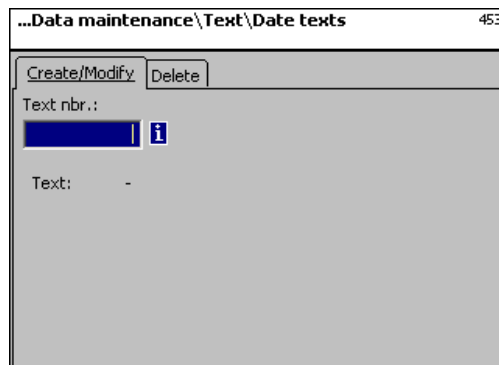 ...Data maintenance\Text\Date texts 453
Create/Modify Delete
Text nbr.:
i
Text: -